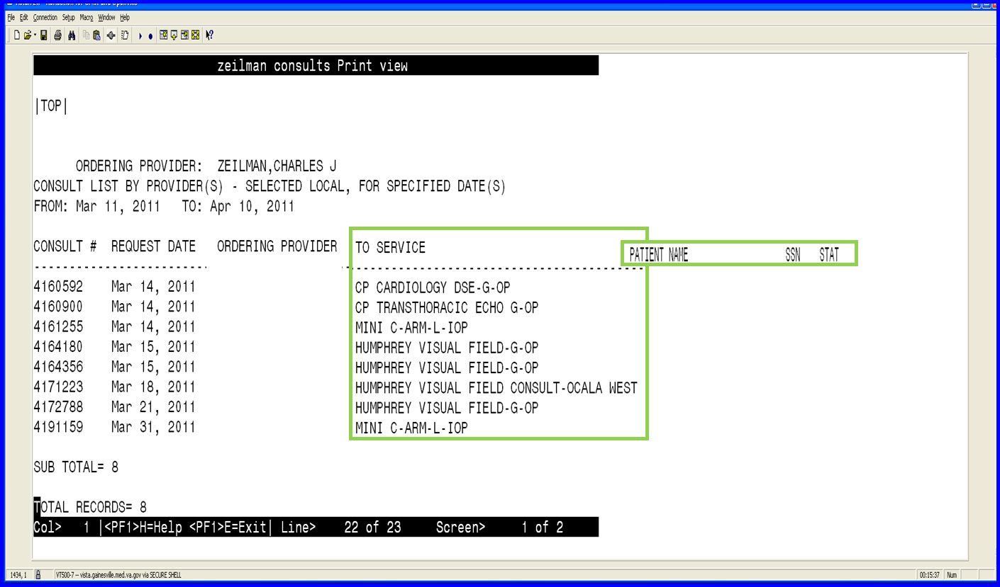 File Edit Connection Setup Macro Window Help
zeilman consults Print view
|TOP|
ORDERING PROVIDER: ZEILMAN,CHARLES J
CONSULT LIST BY PROVIDER(S) - SELECTED LOCAL, FOR SPECIFIED DATE(S)
FROM: Mar 11, 2011 TO: Apr 10, 2011
CONSULT # REQUEST DATE ORDERING PROVIDER TO SERVICE PATIENT NAME SSN STAT
4160592 Mar 14, 2011 CP CARDIOLOGY DSE-G-OP
4160900 Mar 14, 2011 CP TRANSTHORACIC ECHO G-OP
4161255 Mar 14, 2011 MINI C-ARM-L-IOP
4164180 Mar 15, 2011 HUMPHREY VISUAL FIELD-G-OP
4164356 Mar 15, 2011 HUMPHREY VISUAL FIELD-G-OP
4171223 Mar 18, 2011 HUMPHREY VISUAL FIELD CONSULT-OCALA WEST
4172788 Mar 21, 2011 HUMPHREY VISUAL FIELD-G-OP
4191159 Mar 31, 2011 MINI C-ARM-L-IOP
SUB TOTAL= 8
TOTAL RECORDS= 8
Col> 1 |<PF1>H=Help <PF1>E=Exit| Line> 22 of 23 Screen> 1 of 2
1434, 1 VT500-7 -- vista.gainesville.med.va.gov via SECURE SHELL 00:15:37 Num